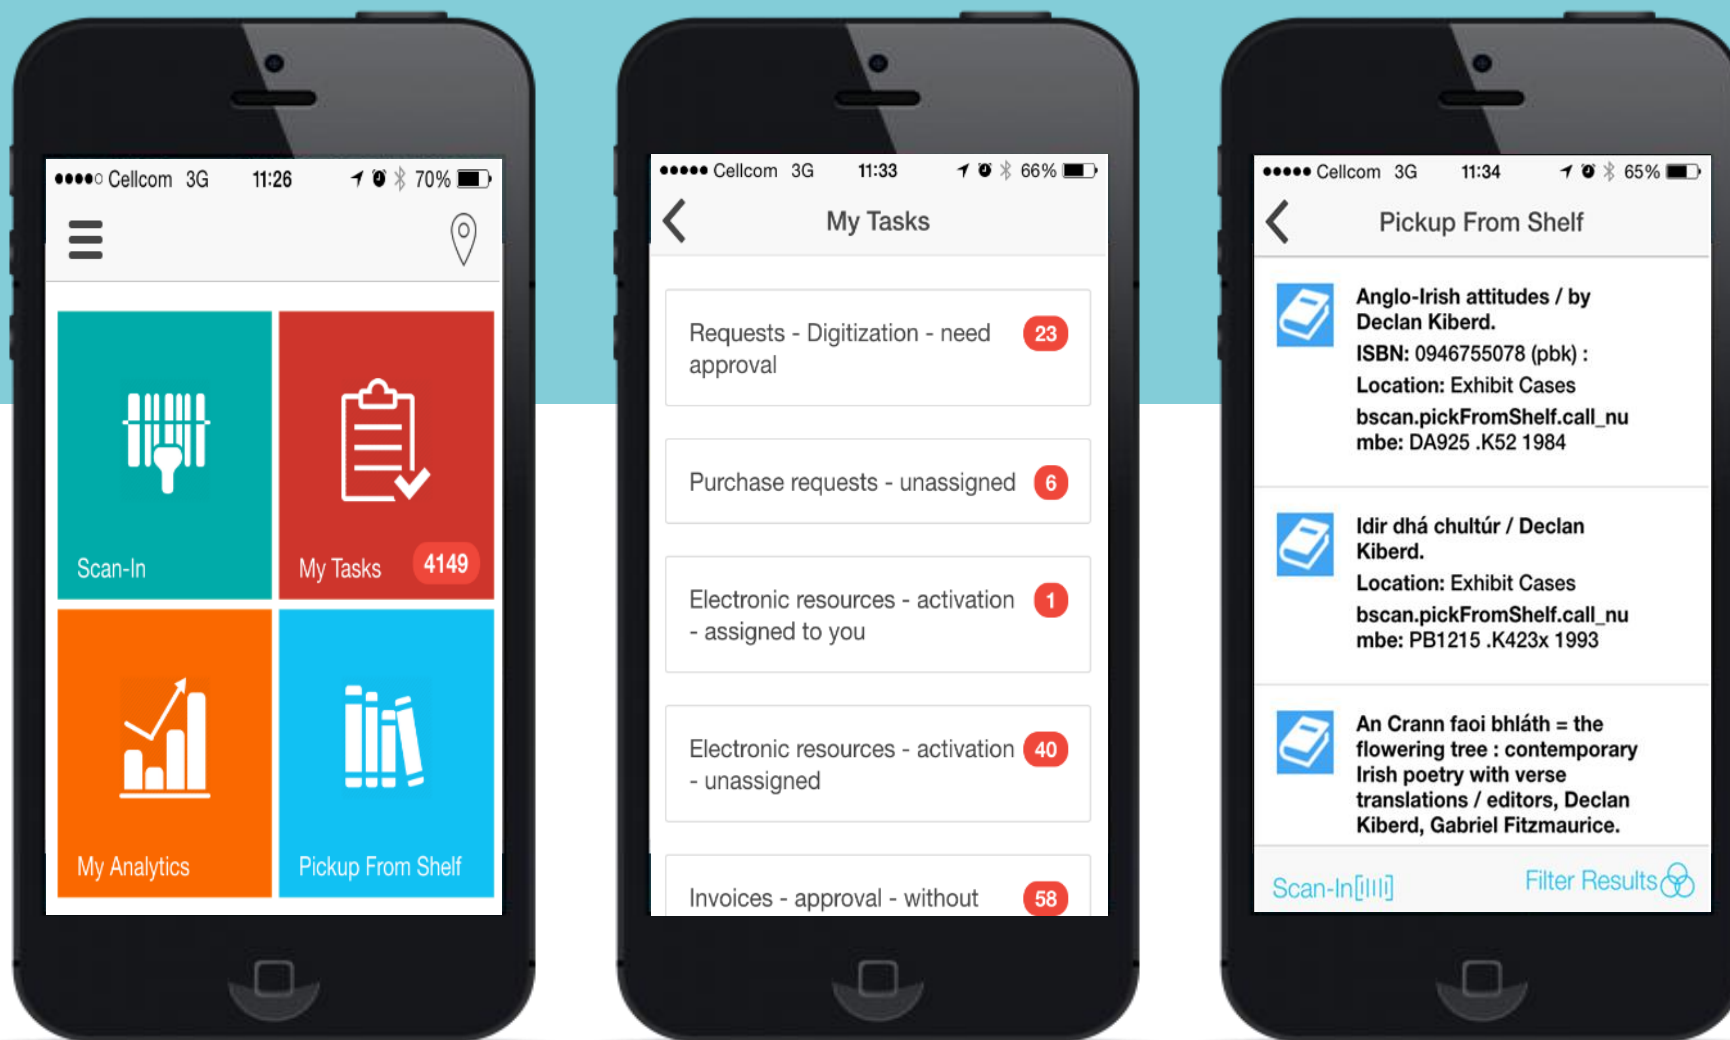 Cellcom 3G 11:26 70%
Scan-In
My Tasks 4149
My Analytics
Pickup From Shelf
Cellcom 3G 11:33 66%
My Tasks
Requests - Digitization - need 23
approval
Purchase requests - unassigned 6
Electronic resources - activation 1
- assigned to you
Electronic resources - activation 40
- unassigned
Invoices - approval - without 58
Cellcom 3G 11:34 65%
Pickup From Shelf
Anglo-Irish attitudes / by
Declan Kiberd.
ISBN: 0946755078 (pbk) :
Location: Exhibit Cases
bscan.pickFromShelf.call_nu
mbe: DA925 .K52 1984
Idir dhá chultúr / Declan
Kiberd.
Location: Exhibit Cases
bscan.pickFromShelf.call_nu
mbe: PB1215 .K423x 1993
An Crann faoi bhláth = the
flowering tree : contemporary
Irish poetry with verse
translations / editors, Declan
Kiberd, Gabriel Fitzmaurice.
Scan-In
Filter Results